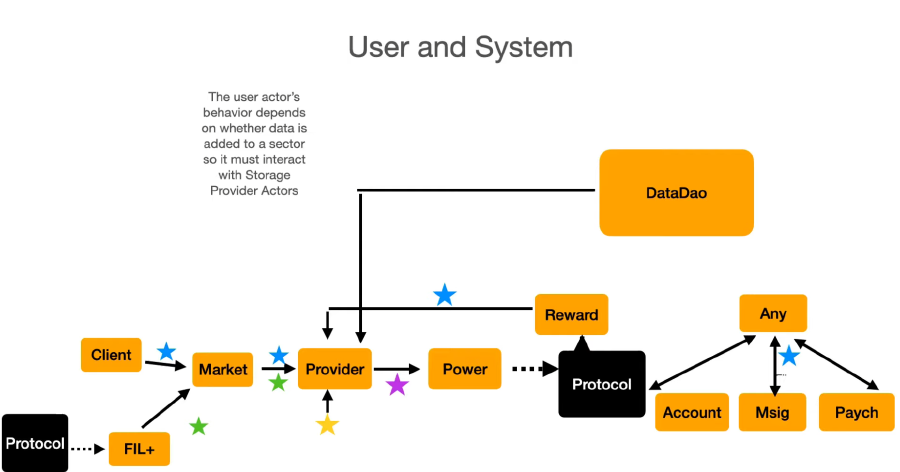 User and System
The user actor's
behavior depends
on whether data is
added to a sector
so it must interact
with Storage
Provider Actors
DataDao
Reward
Any
Client
Market
Provider
Power
Protocol
Account
Msig
Paych
Protocol
FIL+